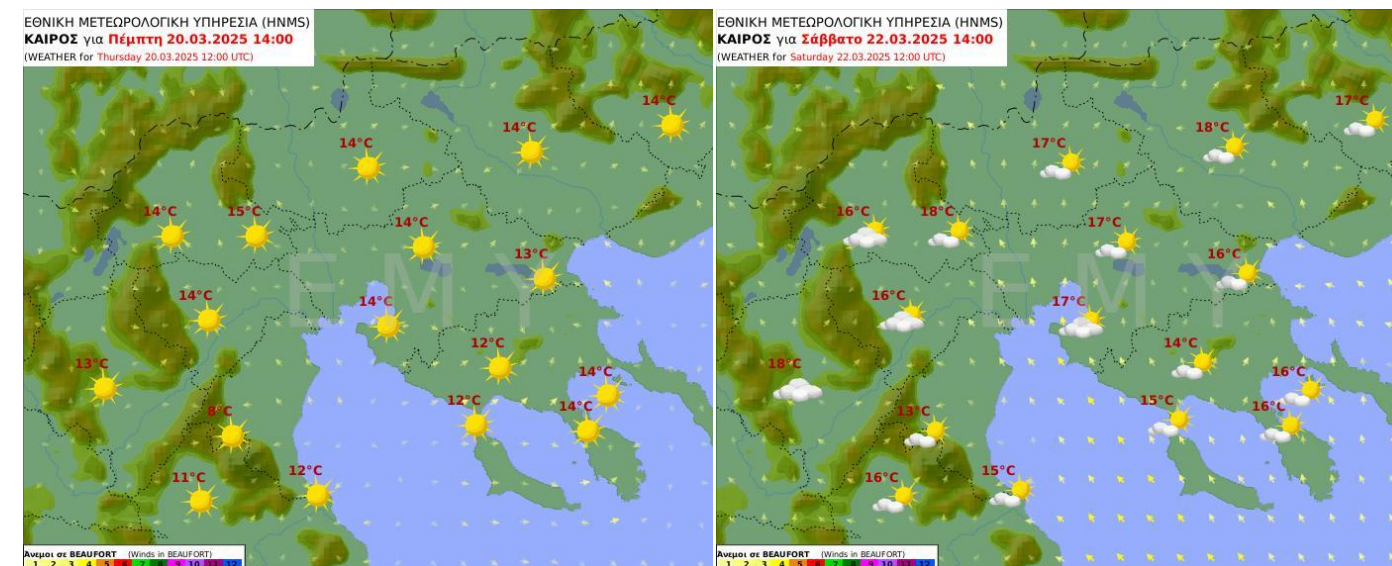 ΕΘΝΙΚΗ ΜΕΤΕΩΡΟΛΟΓΙΚΗ ΥΠΗΡΕΣΙΑ (HNMS)
ΚΑΙΡΟΣ για Πέμπτη 20.03.2025 14:00
(WEATHER for Thursday 20.03.2025 12:00 UTC)
14°C
14°C
14°C
14°C
15°C
14°C
13°C
14°C
14°C
12°C
13°C
14°C
12°C
14°C
8°C
11°C
12°C
E M Y
Άνεμοι σε BEAUFORT (Winds in BEAUFORT)
1 2 3 4 5 6 7 8 9 10 11 12
ΕΘΝΙΚΗ ΜΕΤΕΩΡΟΛΟΓΙΚΗ ΥΠΗΡΕΣΙΑ (HNMS)
ΚΑΙΡΟΣ για Σάββατο 22.03.2025 14:00
(WEATHER for Saturday 22.03.2025 12:00 UTC)
17°C
18°C
17°C
16°C
18°C
17°C
16°C
16°C
17°C
14°C
18°C
16°C
15°C
16°C
13°C
16°C
15°C
E M Y
Άνεμοι σε BEAUFORT (Winds in BEAUFORT)
1 2 3 4 5 6 7 8 9 10 11 12